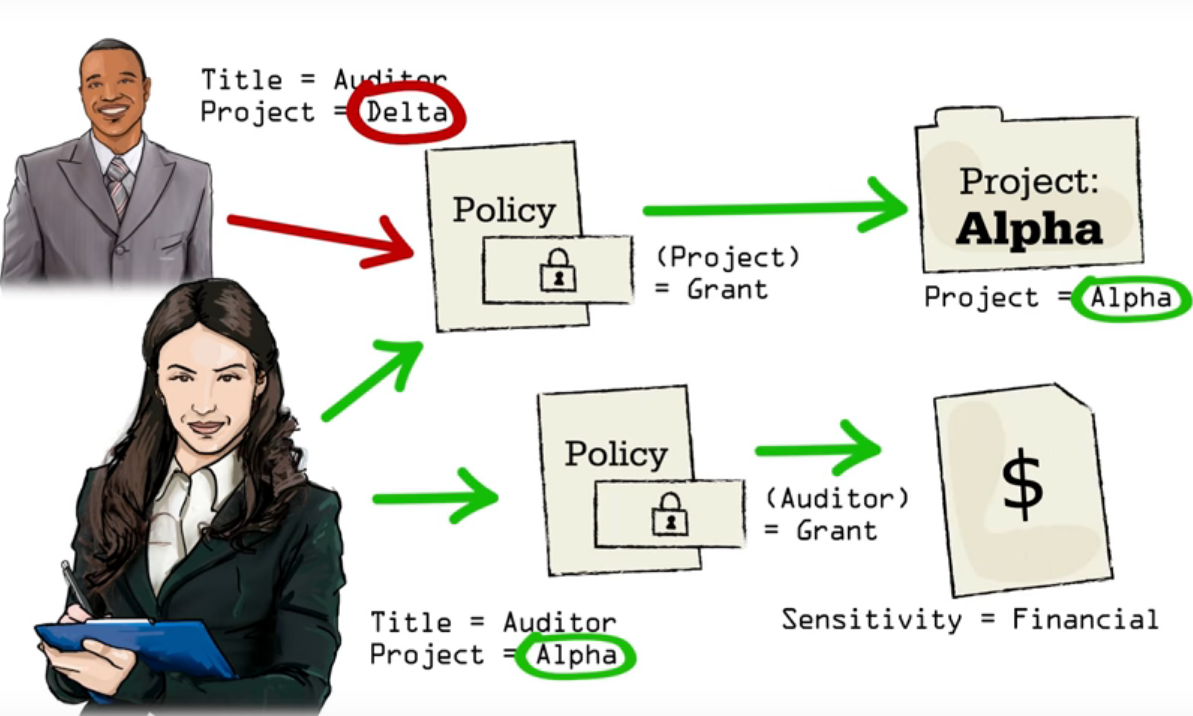 Title = Auditor
Project = Delta
Policy
(Project)
= Grant
Project:
Alpha
Project = Alpha
Policy
(Auditor)
= Grant
$
Sensitivity = Financial
Title = Auditor
Project = Alpha